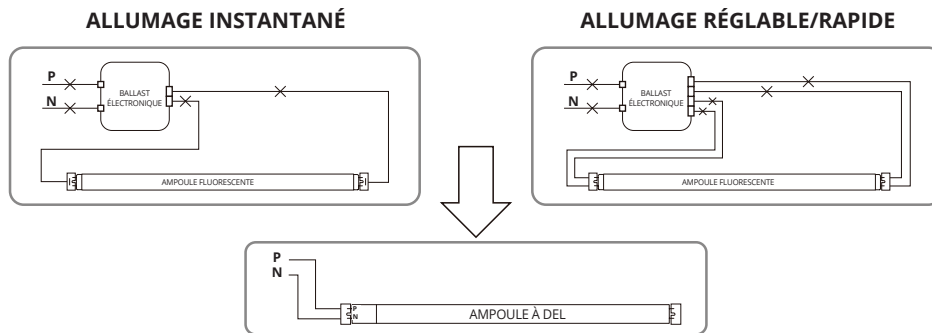 ALLUMAGE INSTANTANÉ
P
N
BALLAST
ÉLECTRONIQUE
AMPOULE FLUORESCENTE
ALLUMAGE RÉGLABLE/RAPIDE
P
N
BALLAST
ÉLECTRONIQUE
AMPOULE FLUORESCENTE
P
N
P
N
AMPOULE À DEL